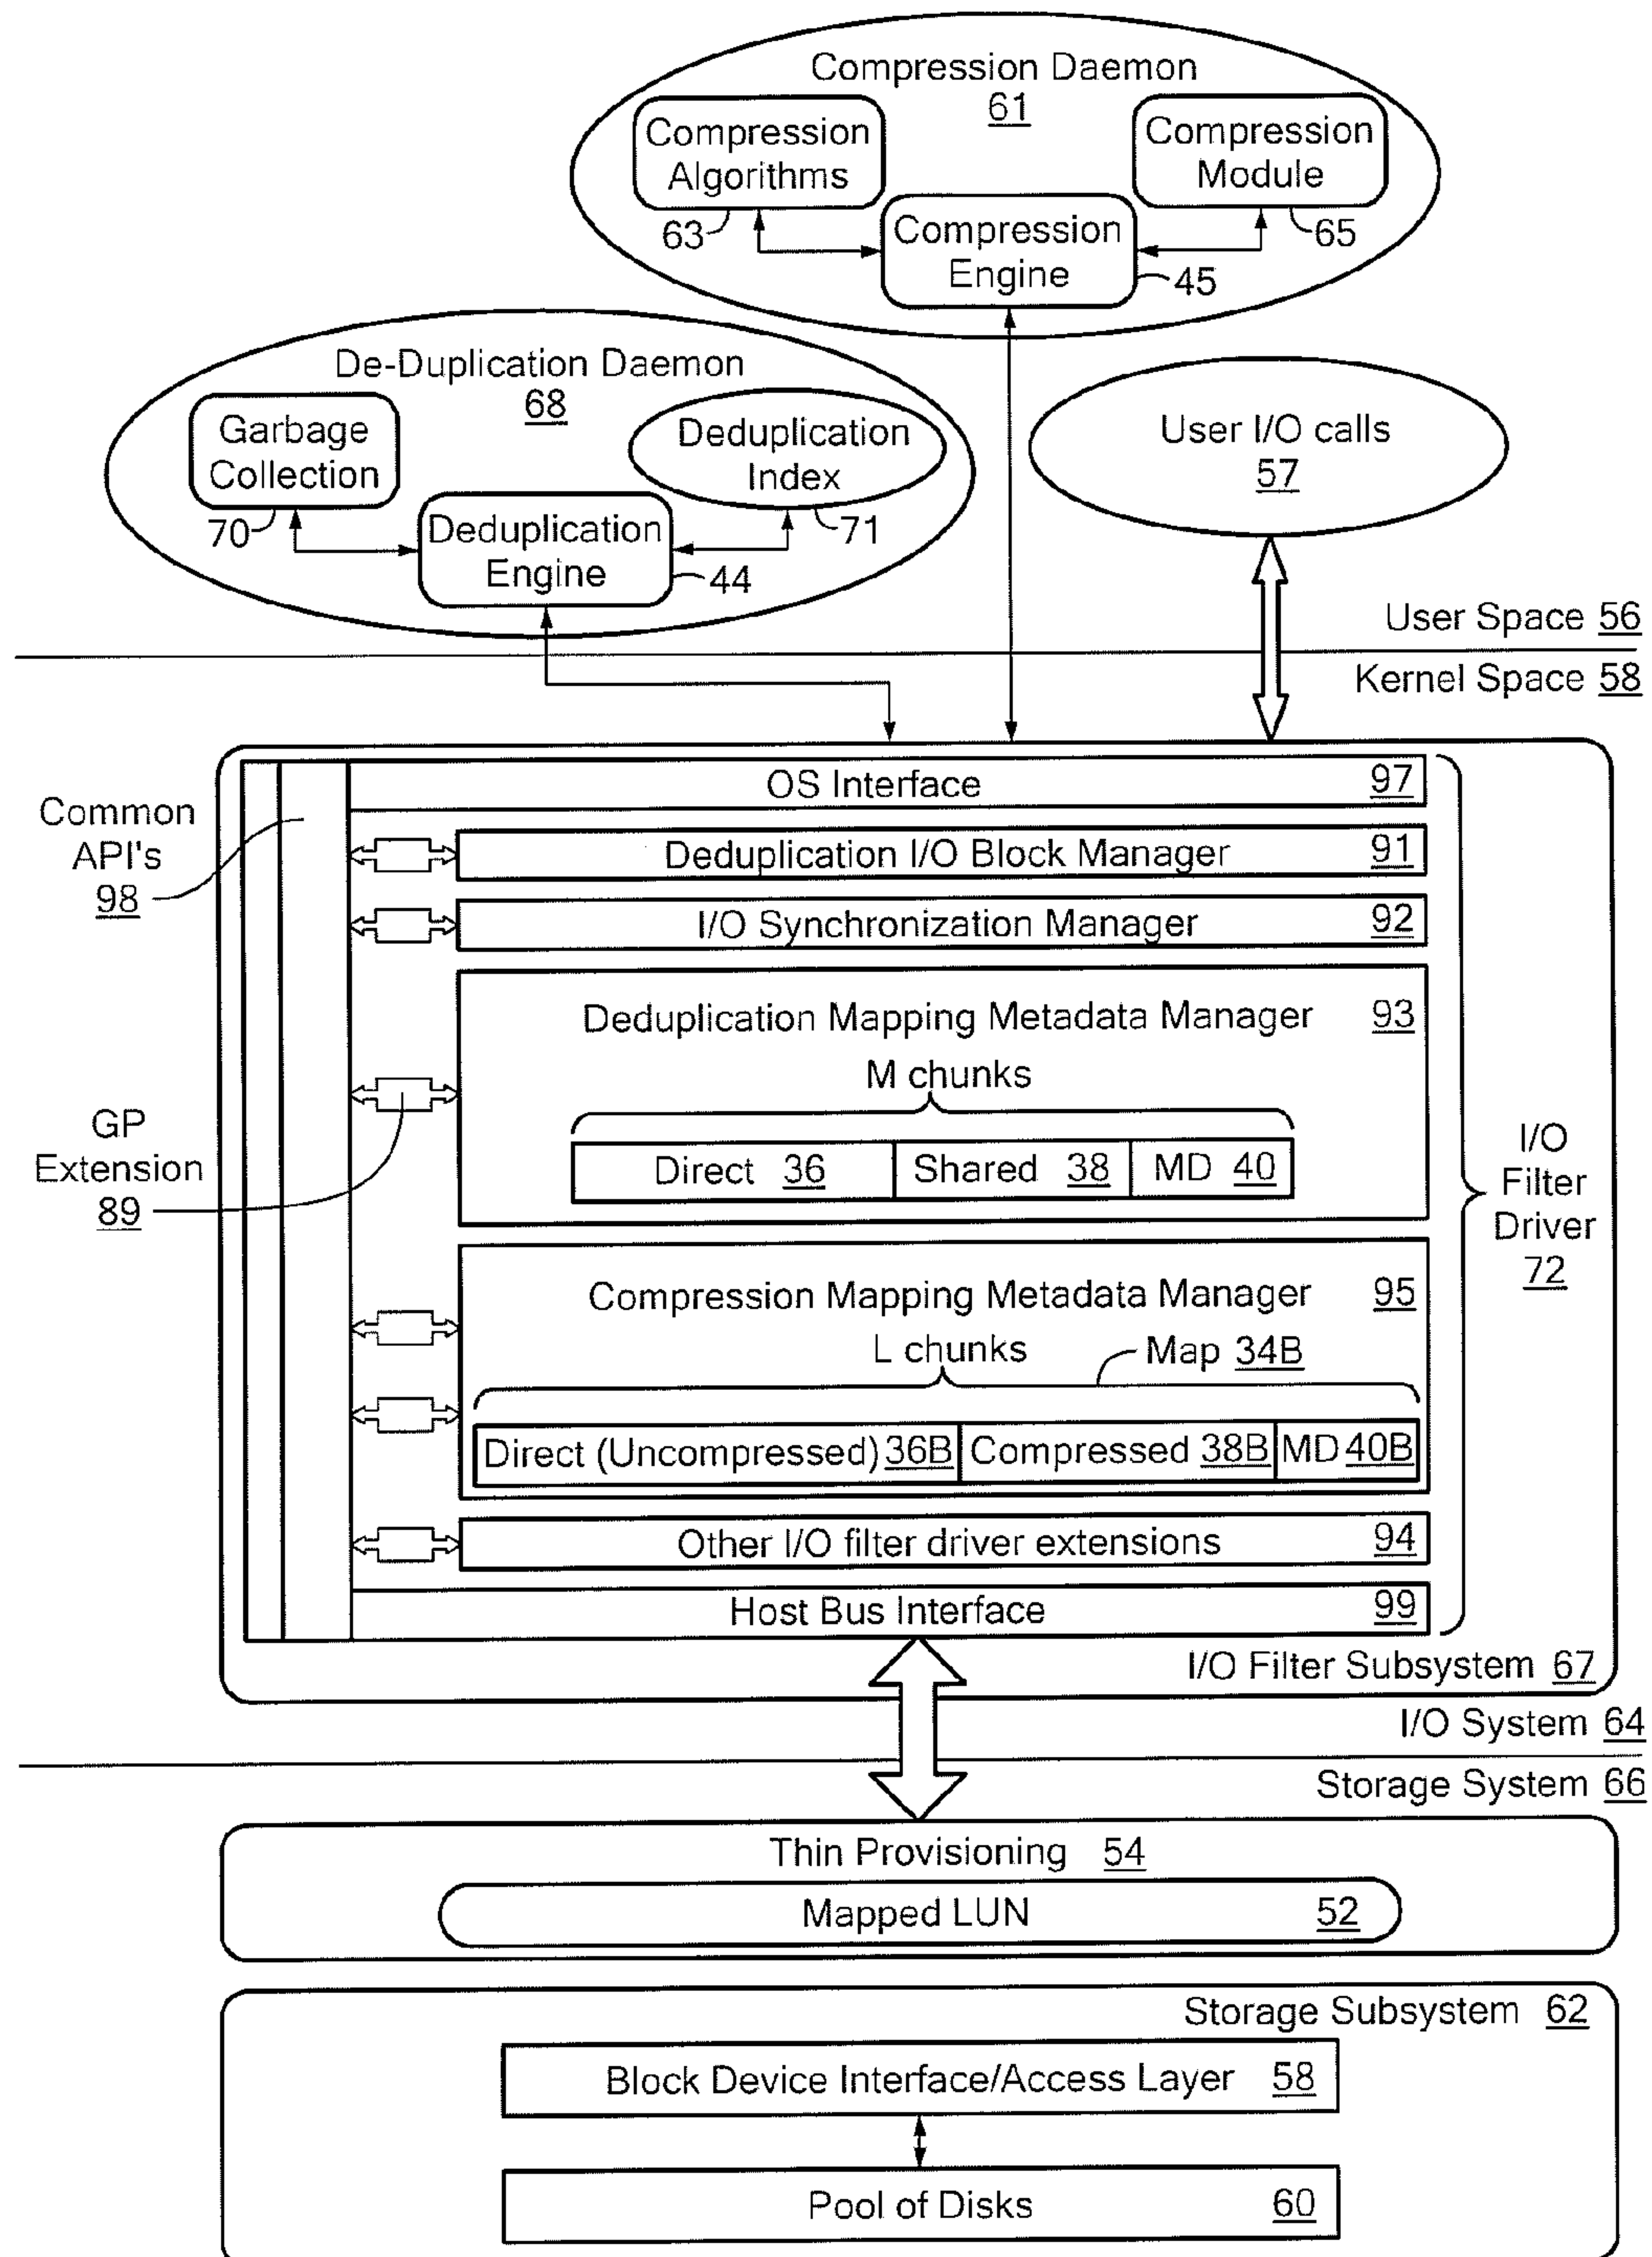 Compression Daemon
61
Compression
Algorithms
63
Compression
Module
65
Compression
Engine
45
De-Duplication Daemon
68
Garbage
Collection
70
Deduplication
Index
71
Deduplication
Engine
44
User I/O calls
57
User Space 56
Kernel Space 58
Common
API's
98
OS Interface 97
Deduplication I/O Block Manager 91
I/O Synchronization Manager 92
Deduplication Mapping Metadata Manager 93
M chunks
Direct 36 Shared 38 MD 40
GP
Extension
89
I/O
Filter
Driver
72
Compression Mapping Metadata Manager 95
L chunks Map 34B
Direct (Uncompressed) 36B Compressed 38B MD 40B
Other I/O filter driver extensions 94
Host Bus Interface 99
I/O Filter Subsystem 67
I/O System 64
Storage System 66
Thin Provisioning 54
Mapped LUN 52
Storage Subsystem 62
Block Device Interface/Access Layer 58
Pool of Disks 60